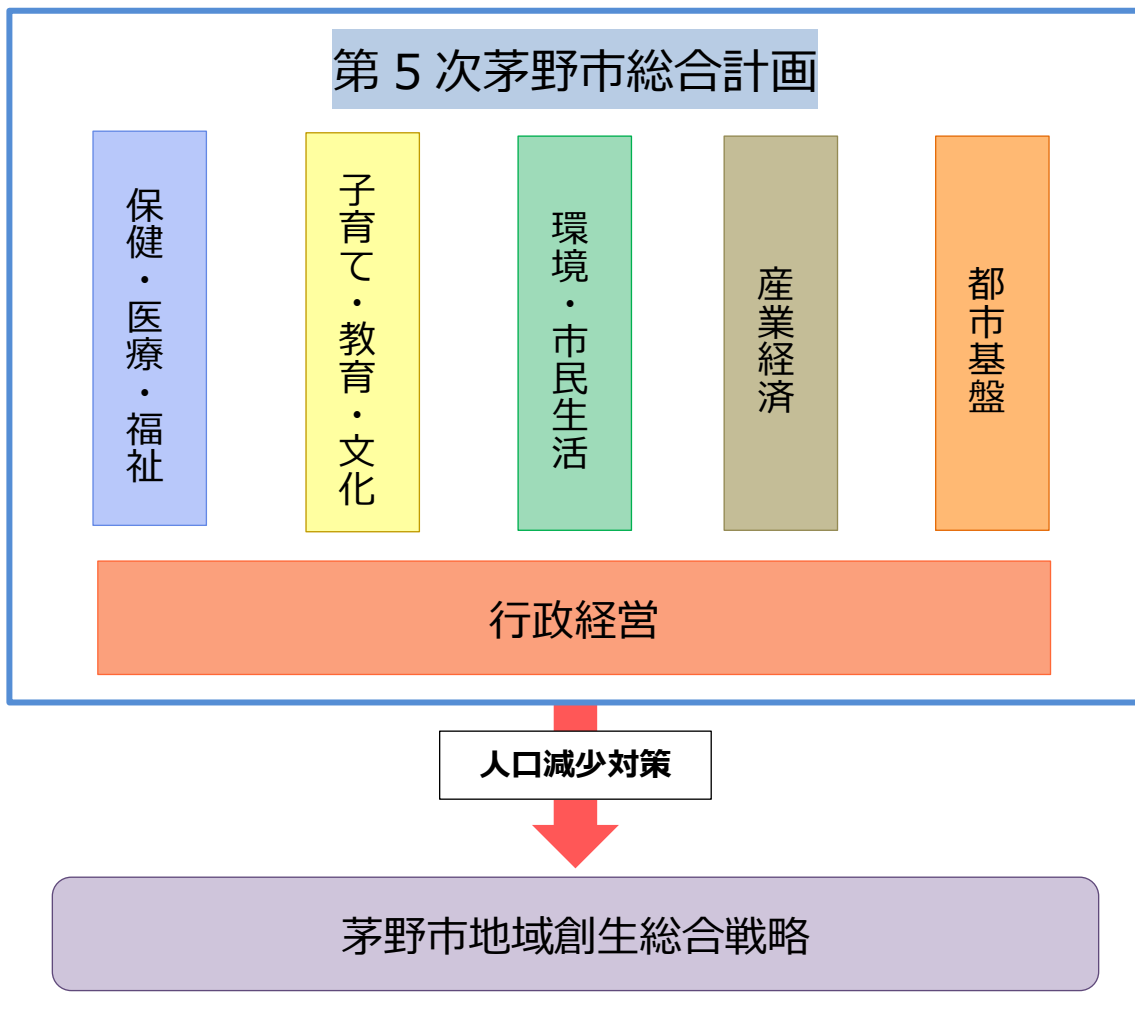 第 5 次茅野市総合計画
保健・医療・福祉
子育て・教育・文化
環境・市民生活
産業経済
都市基盤
行政経営
人口減少対策
茅野市地域創生総合戦略